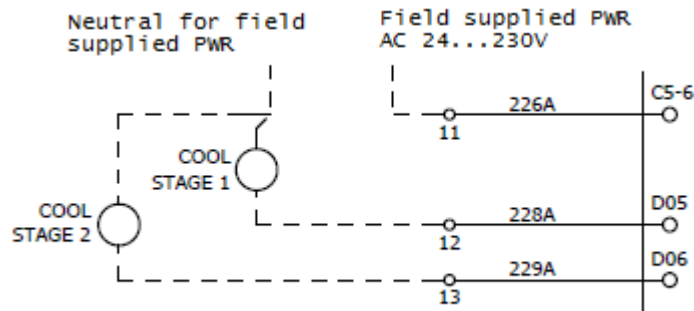 Neutral for field
supplied PWR
Field supplied PWR
AC 24...230V
226A
C5-6
11
COOL
STAGE 1
COOL
STAGE 2
228A
D05
12
229A
D06
13